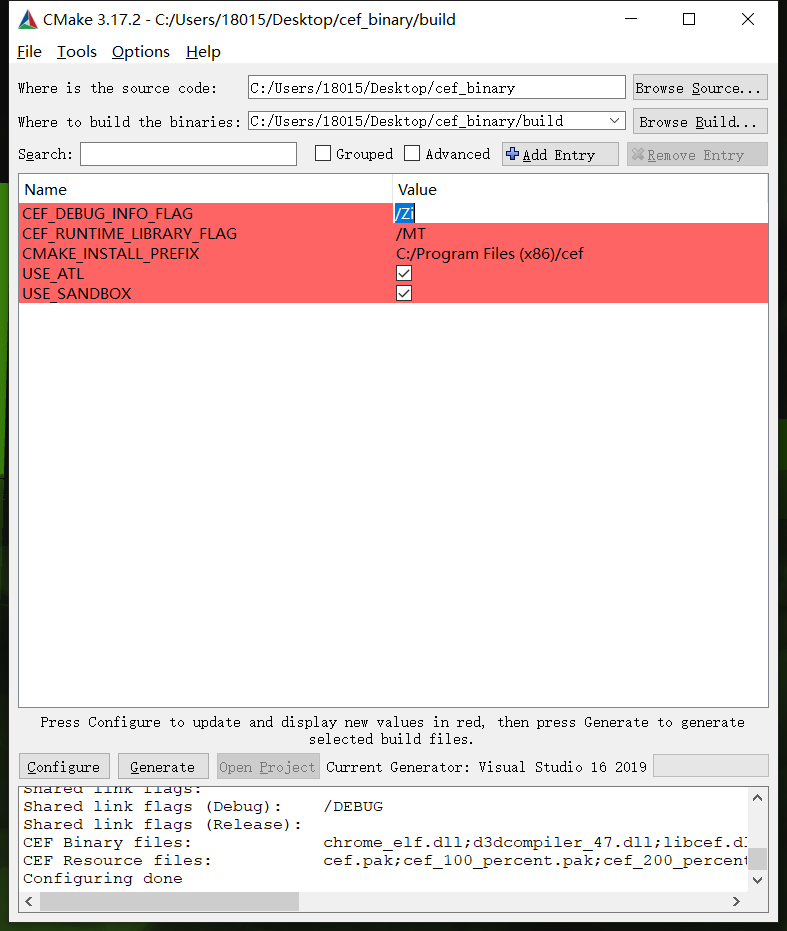 CMake 3.17.2 - C:/Users/18015/Desktop/cef_binary/build
File Tools Options Help
Where is the source code: C:/Users/18015/Desktop/cef_binary Browse Source...
Where to build the binaries: C:/Users/18015/Desktop/cef_binary/build Browse Build...
Search: Grouped Advanced Add Entry Remove Entry
Name Value
CEF_DEBUG_INFO_FLAG /Zi
CEF_RUNTIME_LIBRARY_FLAG /MT
CMAKE_INSTALL_PREFIX C:/Program Files (x86)/cef
USE_ATL
USE_SANDBOX
Press Configure to update and display new values in red, then press Generate to generate
selected build files.
Configure Generate Open Project Current Generator: Visual Studio 16 2019
Shared link flags:
Shared link flags (Debug): /DEBUG
Shared link flags (Release):
CEF Binary files: chrome_elf.dll;d3dcompiler_47.dll;libcef.dl
CEF Resource files: cef.pak;cef_100_percent.pak;cef_200_percent
Configuring done